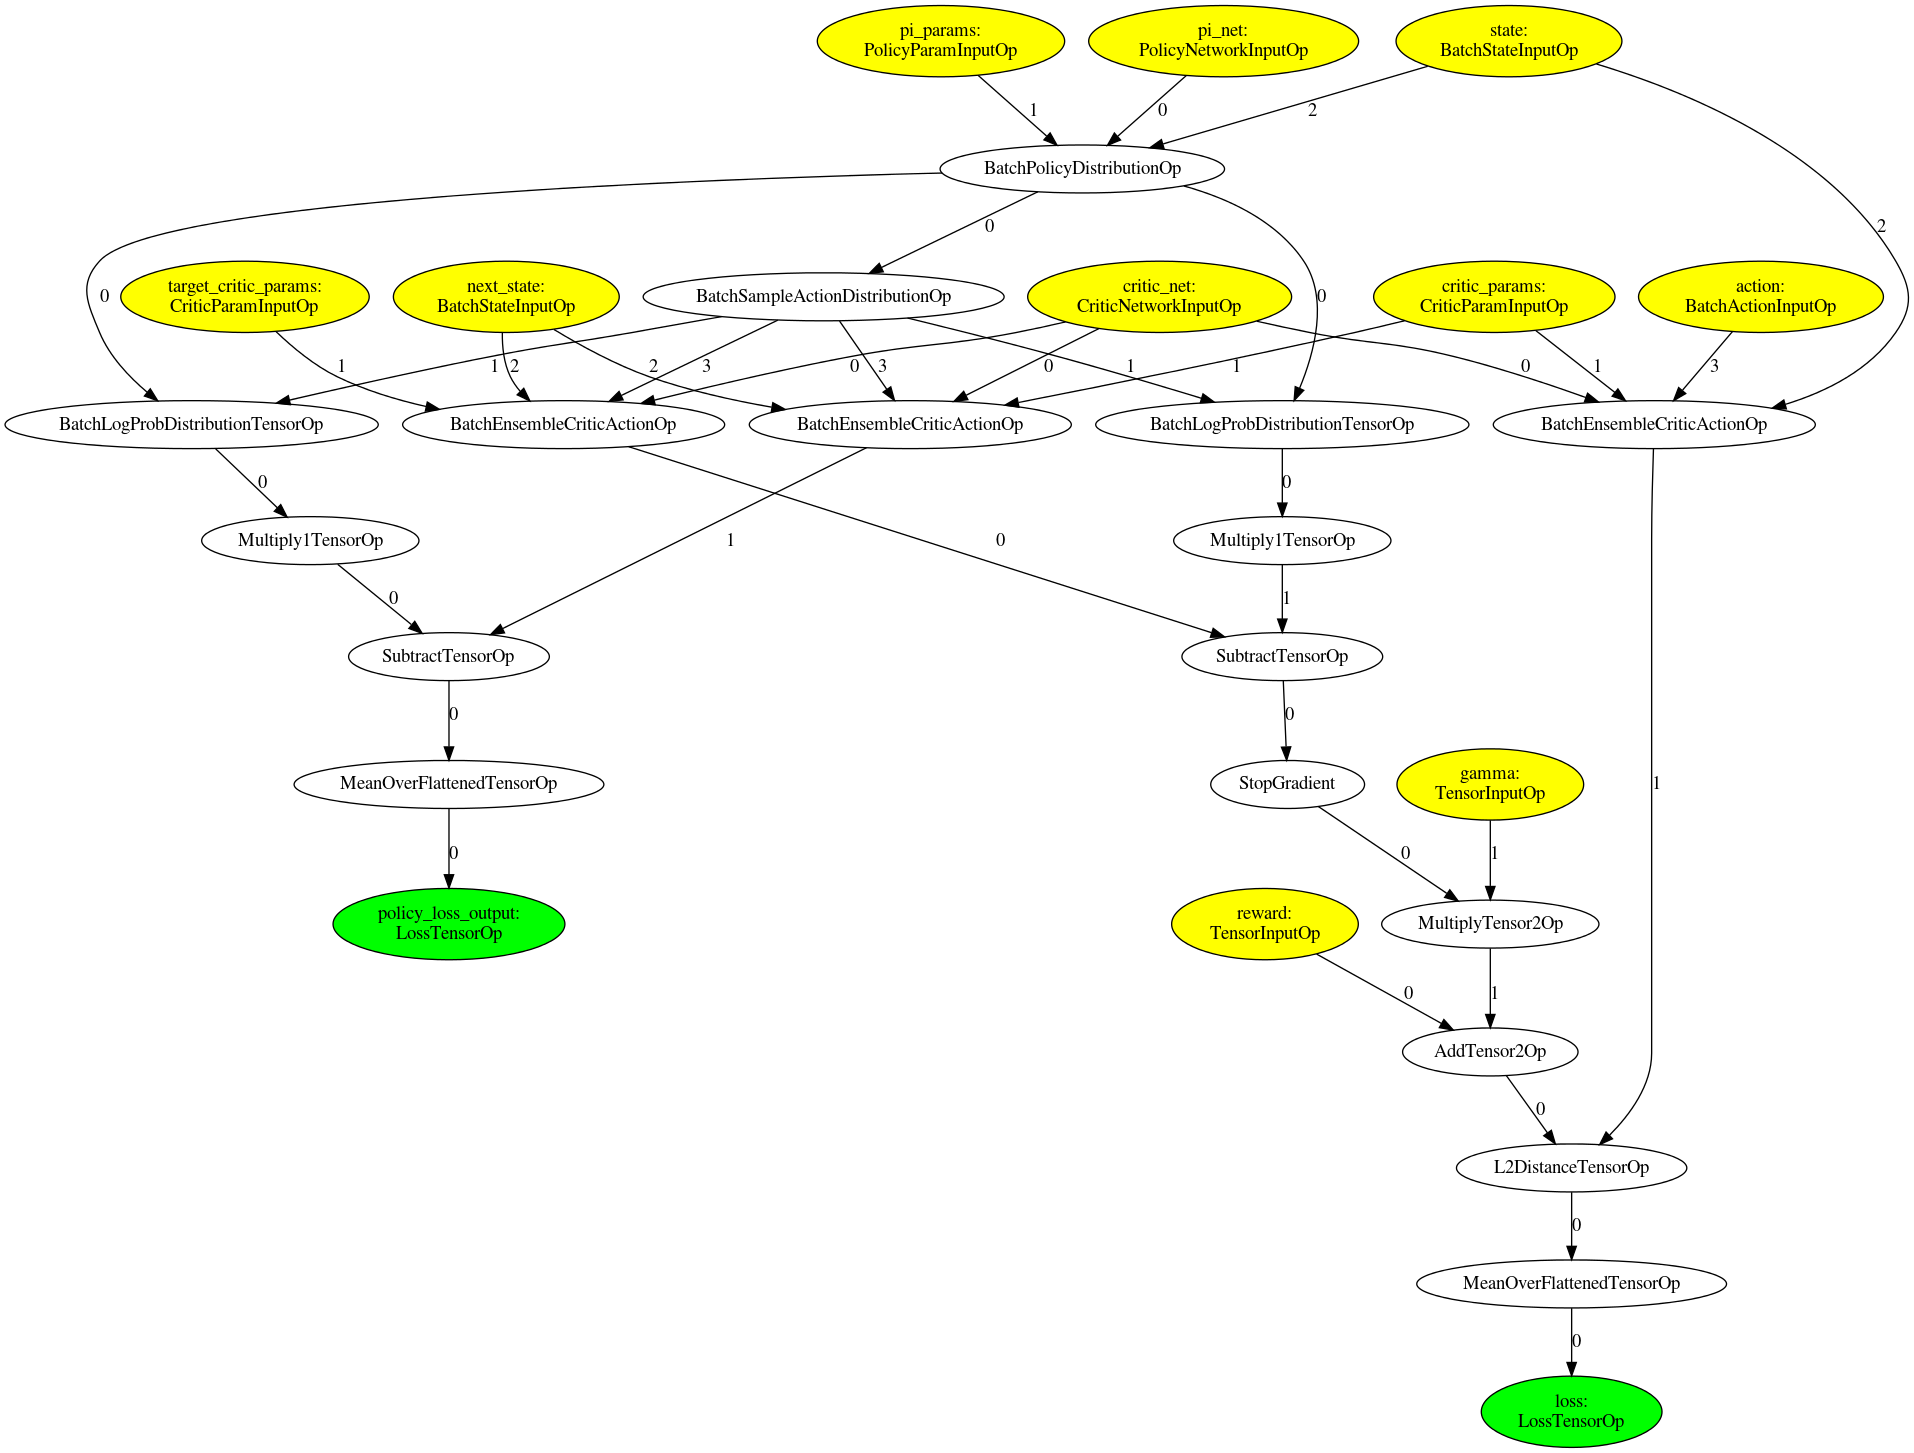 pi_params:
PolicyParamInputOp
pi_net:
PolicyNetworkInputOp
state:
BatchStateInputOp
1
0
2
BatchPolicyDistributionOp
0
2
target_critic_params:
CriticParamInputOp
next_state:
BatchStateInputOp
BatchSampleActionDistributionOp
critic_net:
CriticNetworkInputOp
critic_params:
CriticParamInputOp
action:
BatchActionInputOp
0
0
1
1
2
2
3
0
3
0
1
1
0
1
3
BatchLogProbDistributionTensorOp
BatchEnsembleCriticActionOp
BatchEnsembleCriticActionOp
BatchLogProbDistributionTensorOp
BatchEnsembleCriticActionOp
0
0
Multiply1TensorOp
1
0
Multiply1TensorOp
0
1
SubtractTensorOp
SubtractTensorOp
0
0
MeanOverFlattenedTensorOp
StopGradient
gamma:
TensorInputOp
1
0
0
1
policy_loss_output:
LossTensorOp
reward:
TensorInputOp
MultiplyTensor2Op
0
1
AddTensor2Op
0
L2DistanceTensorOp
0
MeanOverFlattenedTensorOp
0
loss:
LossTensorOp